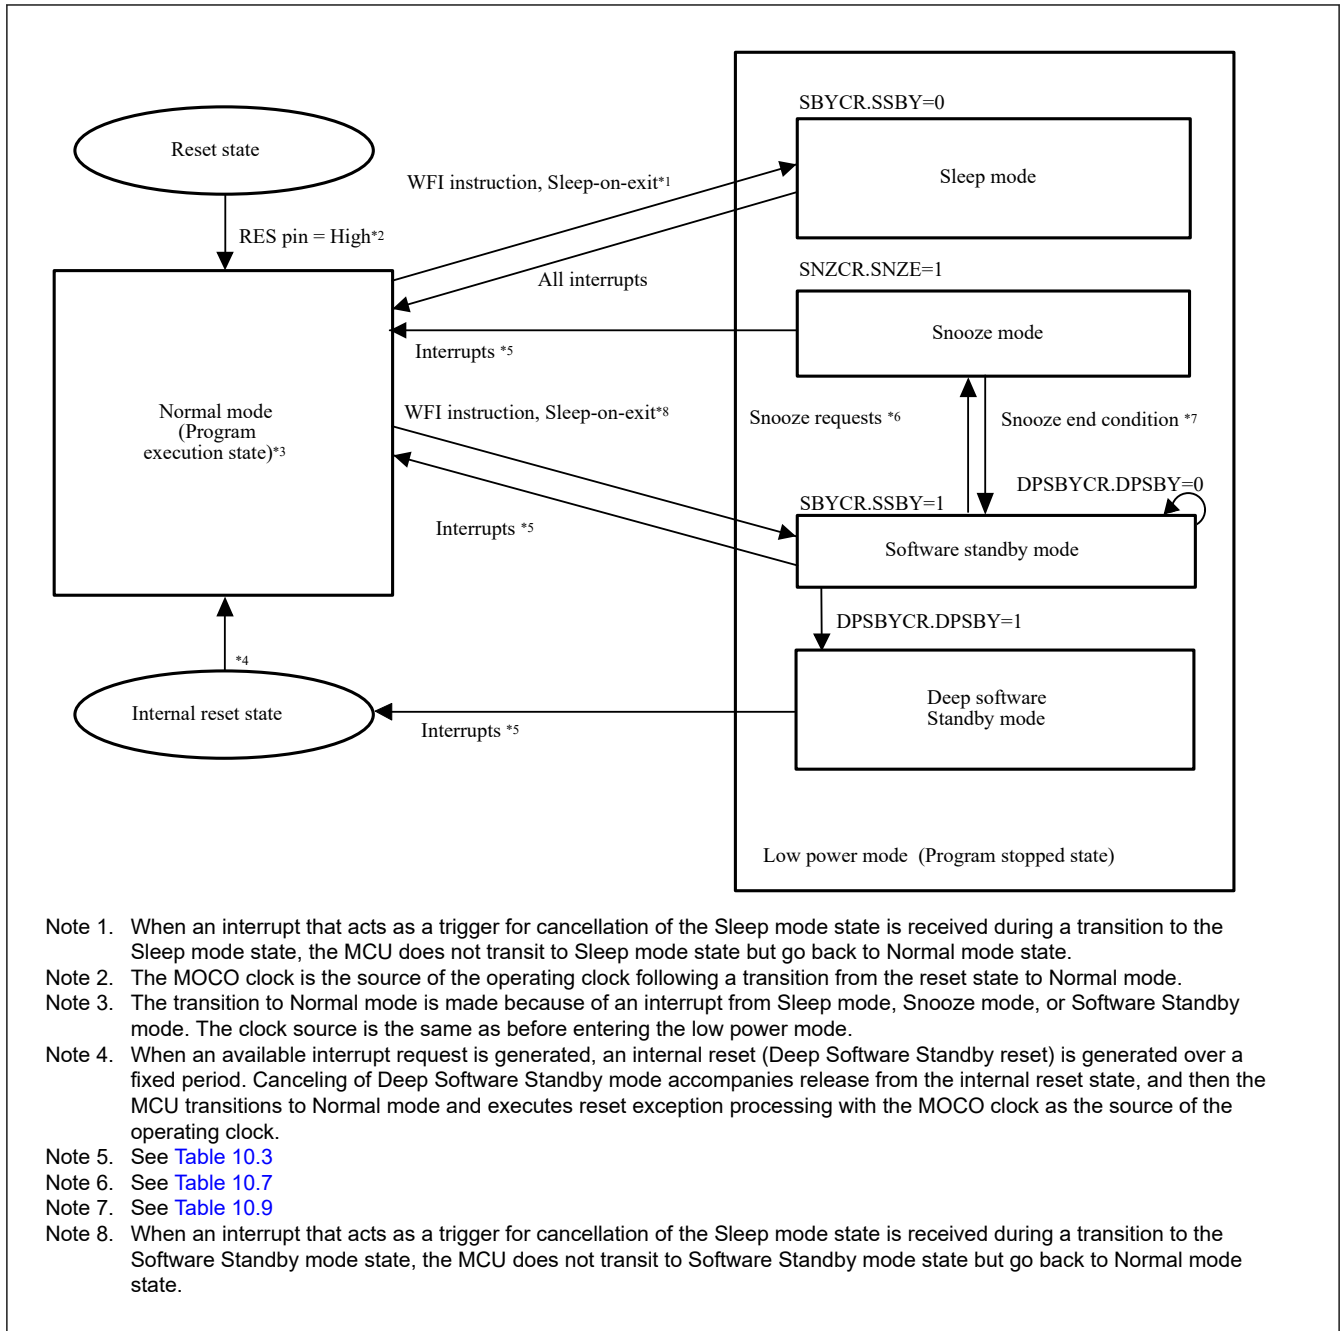 SBYCR.SSBY=0
Reset state
Sleep mode
WFI instruction, Sleep-on-exit*1
RES pin = High*2
All interrupts
SNZCR.SNZE=1
Snooze mode
Interrupts *5
Normal mode
(Program
execution state)*3
WFI instruction, Sleep-on-exit*8
Snooze requests *6
Snooze end condition *7
DPSBYCR.DPSBY=0
SBYCR.SSBY=1
Interrupts *5
Software standby mode
DPSBYCR.DPSBY=1
*4
Internal reset state
Deep software
Standby mode
Interrupts *5
Low power mode (Program stopped state)
Note 1. When an interrupt that acts as a trigger for cancellation of the Sleep mode state is received during a transition to the
Sleep mode state, the MCU does not transit to Sleep mode state but go back to Normal mode state.
Note 2. The MOCO clock is the source of the operating clock following a transition from the reset state to Normal mode.
Note 3. The transition to Normal mode is made because of an interrupt from Sleep mode, Snooze mode, or Software Standby
mode. The clock source is the same as before entering the low power mode.
Note 4. When an available interrupt request is generated, an internal reset (Deep Software Standby reset) is generated over a
fixed period. Canceling of Deep Software Standby mode accompanies release from the internal reset state, and then the
MCU transitions to Normal mode and executes reset exception processing with the MOCO clock as the source of the
operating clock.
Note 5. See Table 10.3
Note 6. See Table 10.7
Note 7. See Table 10.9
Note 8. When an interrupt that acts as a trigger for cancellation of the Sleep mode state is received during a transition to the
Software Standby mode state, the MCU does not transit to Software Standby mode state but go back to Normal mode
state.